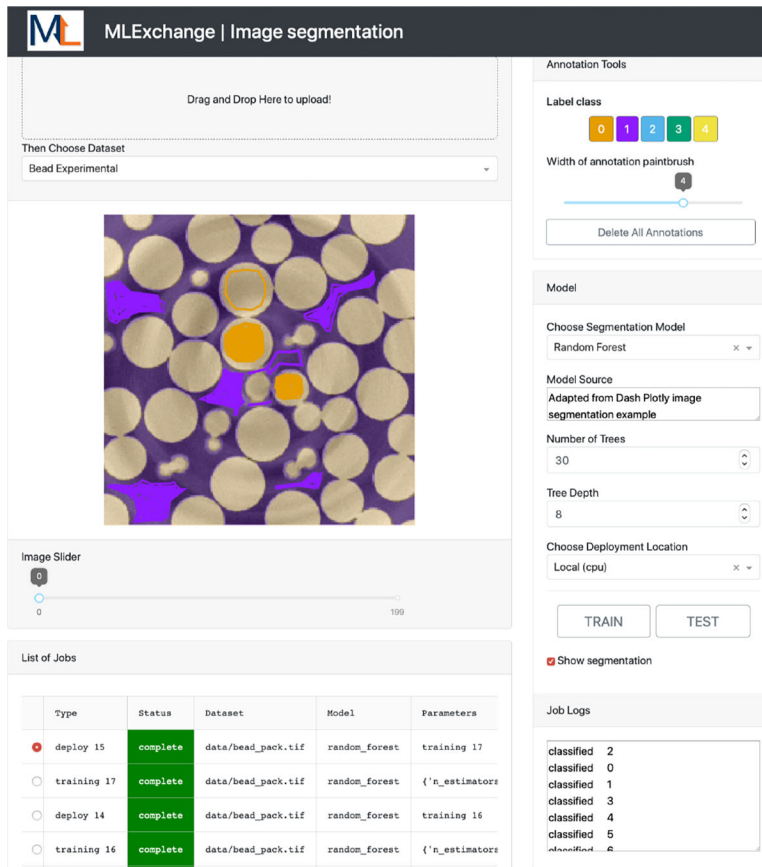 ML
MLExchange | Image segmentation
Drag and Drop Here to upload!
Then Choose Dataset
Bead Experimental
Image Slider
0
0 199
List of Jobs
Type Status Dataset Model Parameters
deploy 15 complete data/bead_pack.tif random_forest training 17
training 17 complete data/bead_pack.tif random_forest {'n_estimators
deploy 14 complete data/bead_pack.tif random_forest training 16
training 16 complete data/bead_pack.tif random_forest {'n_estimators
Annotation Tools
Label class
0 1 2 3 4
Width of annotation paintbrush
4
Delete All Annotations
Model
Choose Segmentation Model
Random Forest
Model Source
Adapted from Dash Plotly image
segmentation example
Number of Trees
30
Tree Depth
8
Choose Deployment Location
Local (cpu)
TRAIN TEST
Show segmentation
Job Logs
classified 2
classified 0
classified 1
classified 3
classified 4
classified 5
classified 6